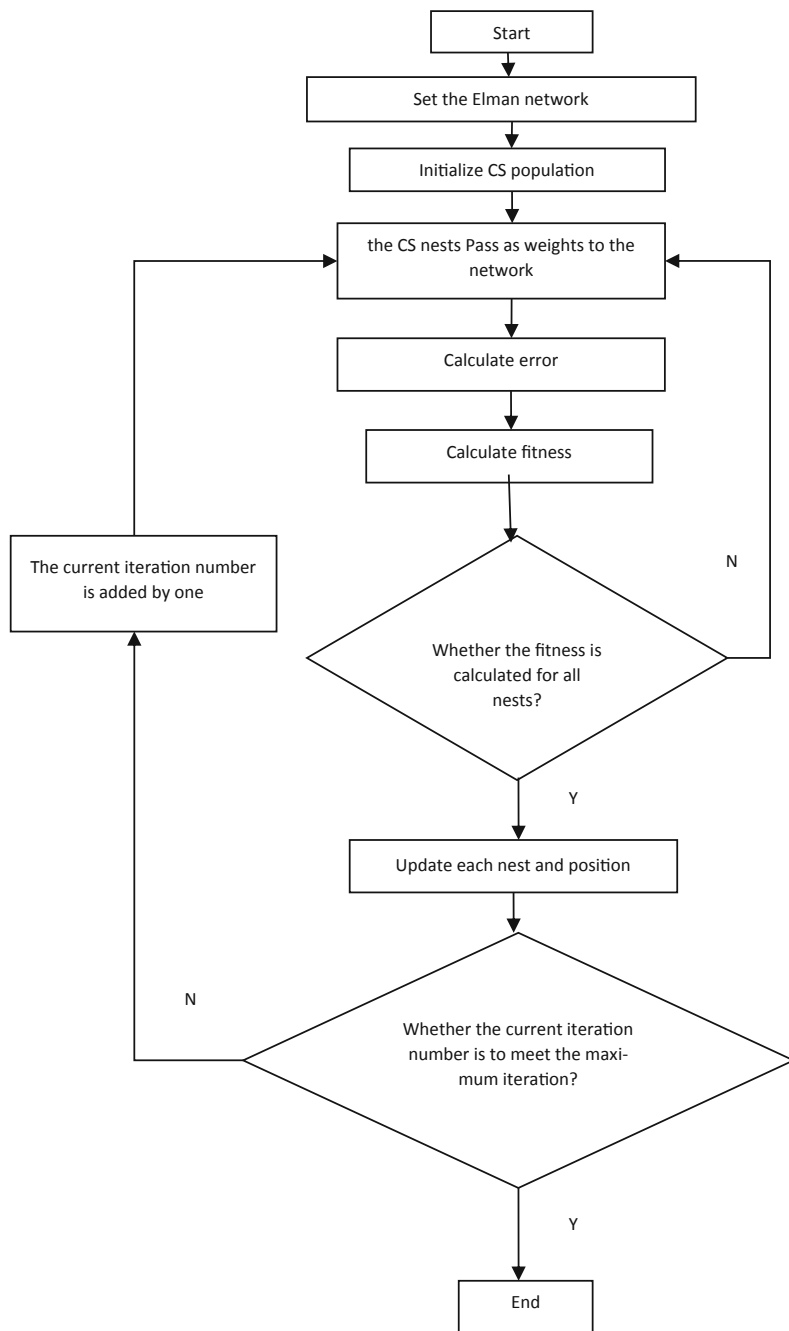 Start
Set the Elman network
Initialize CS population
the CS nests Pass as weights to the
network
Calculate error
Calculate fitness
The current iteration number
is added by one
N
Whether the fitness is
calculated for all
nests?
Y
Update each nest and position
N
Whether the current iteration
number is to meet the maxi-
mum iteration?
Y
End